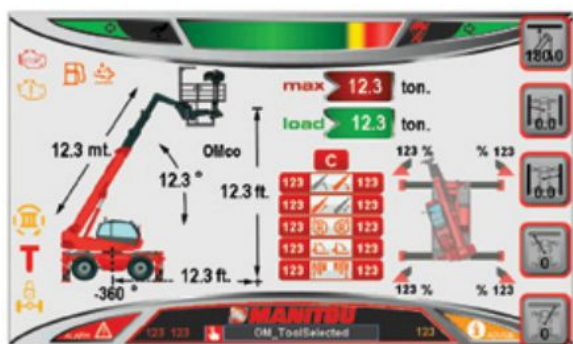 max 12.3 ton.
load 12.3 ton.
180.0
0.0
0.0
0
0
12.3 mt.
OMco
12.3 °
12.3 ft.
12.3 ft.
-360 °
C
123 123
123 123
123 123
123 123
123 123
123 % % 123
123 % % 123
T
MANITOU
ALARM
123 123
OM_ToolSelected
123